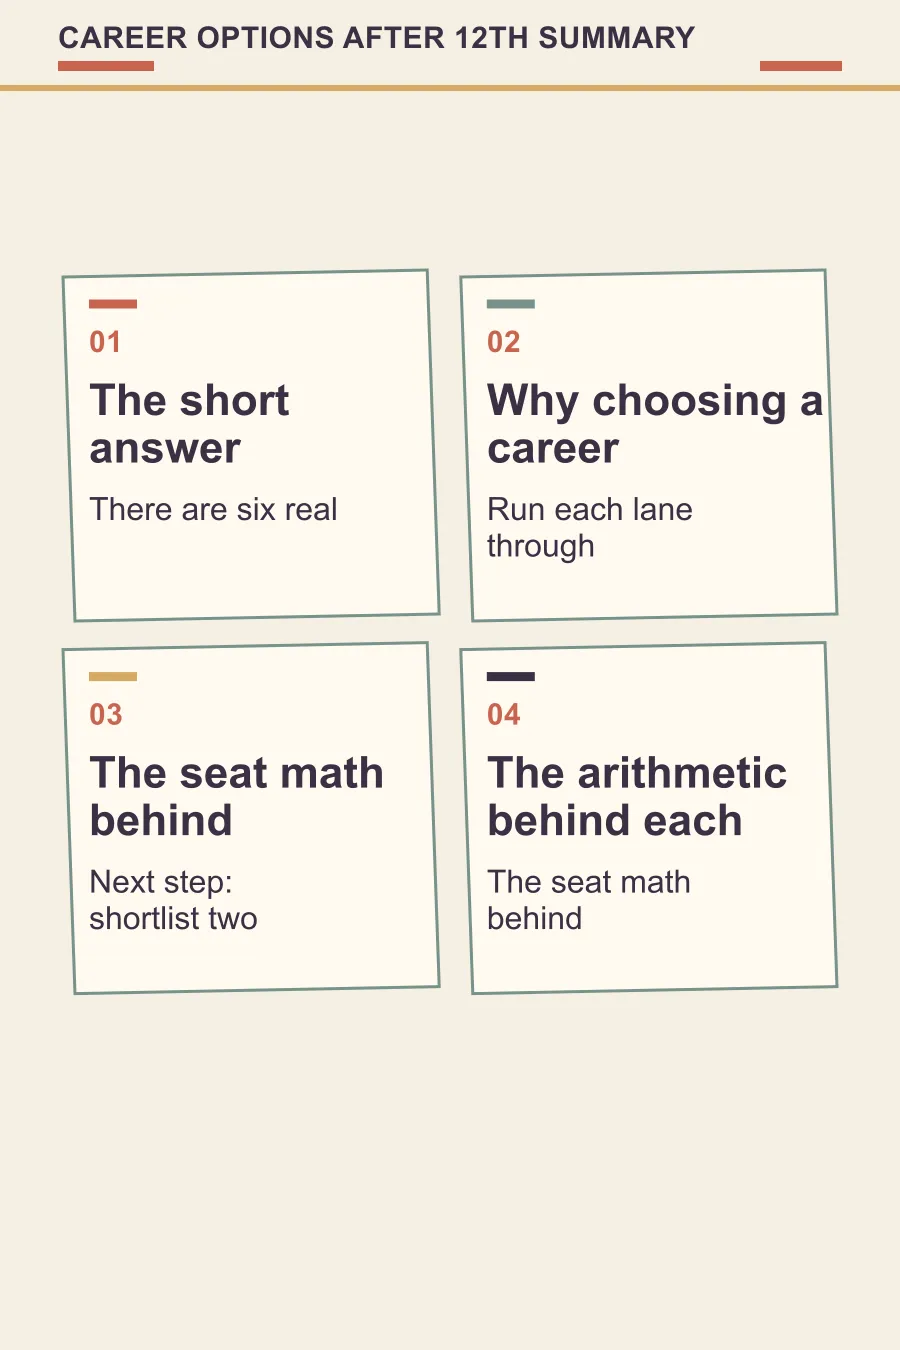 CAREER OPTIONS AFTER 12TH SUMMARY
01
The short
answer
There are six real
02
Why choosing a
career
Run each lane
through
03
The seat math
behind
Next step:
shortlist two
04
The arithmetic
behind each
The seat math
behind